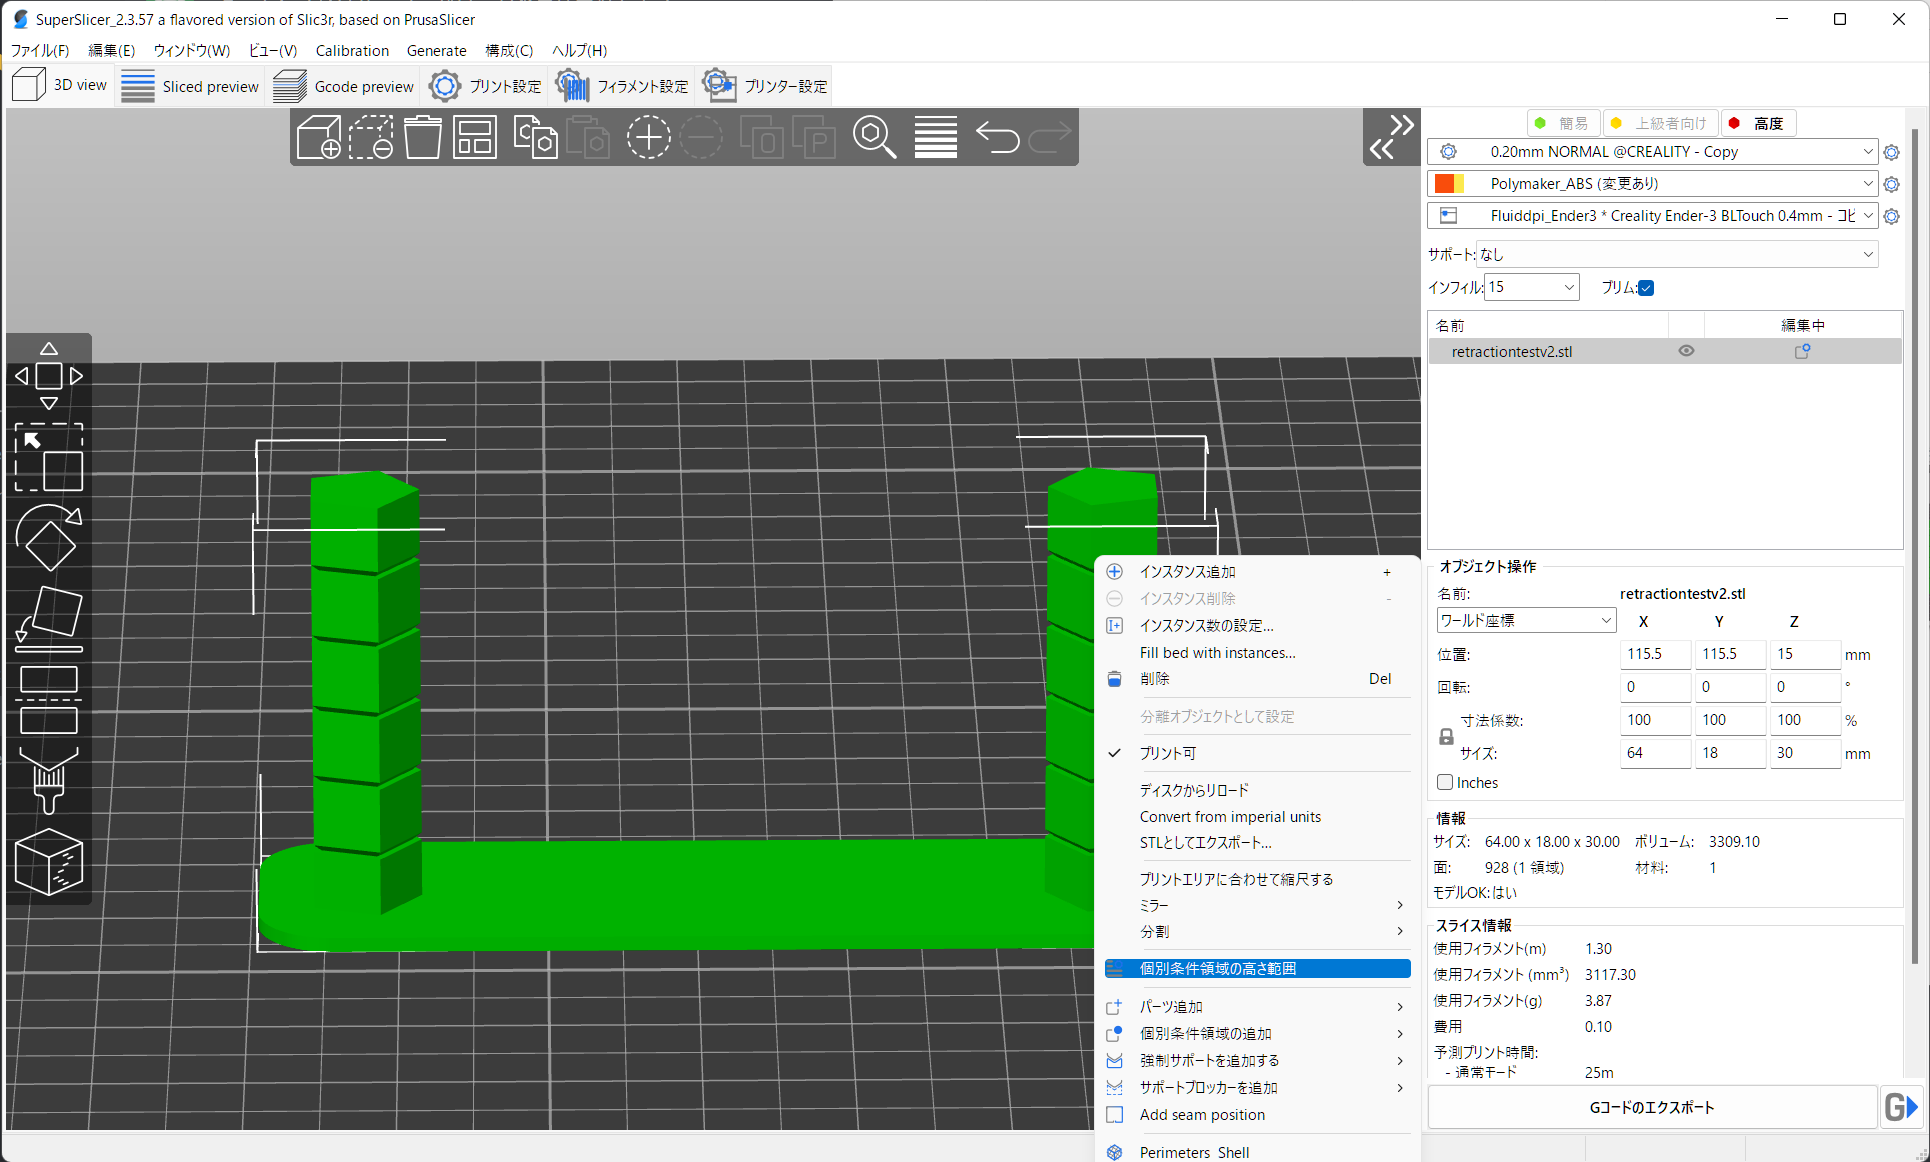 SuperSlicer_2.3.57 a flavored version of Slic3r, based on PrusaSlicer
ファイル(F) 編集(E) ウィンドウ(W) ビュー(V) Calibration Generate 構成(C) ヘルプ(H)
3D view Sliced preview Gcode preview プリント設定 フィラメント設定 プリンター設定
簡易 上級者向け 高度
0.20mm NORMAL @CREALITY - Copy
Polymaker_ABS (変更あり)
Fluiddpi_Ender3 * Creality Ender-3 BLTouch 0.4mm - コピ
サポート: なし
インフィル: 15 ブリム:
名前 編集中
retractiontestv2.stl
オブジェクト操作
名前: retractiontestv2.stl
ワールド座標 X Y Z
位置: 115.5 115.5 15 mm
回転: 0 0 0 °
寸法係数: 100 100 100 %
サイズ: 64 18 30 mm
Inches
情報
サイズ: 64.00 x 18.00 x 30.00 ボリューム: 3309.10
面: 928 (1 領域) 材料: 1
モデルOK: はい
スライス情報
使用フィラメント(m) 1.30
使用フィラメント (mm³) 3117.30
使用フィラメント(g) 3.87
費用 0.10
予測プリント時間:
- 通常モード 25m
Gコードのエクスポート
G
インスタンス追加 +
インスタンス削除 -
インスタンス数の設定...
Fill bed with instances...
削除 Del
分離オブジェクトとして設定
プリント可
ディスクからリロード
Convert from imperial units
STLとしてエクスポート...
プリントエリアに合わせて縮尺する
ミラー
分割
個別条件領域の高さ範囲
パーツ追加
個別条件領域の追加
強制サポートを追加する
サポートブロッカーを追加
Add seam position
Perimeters Shell